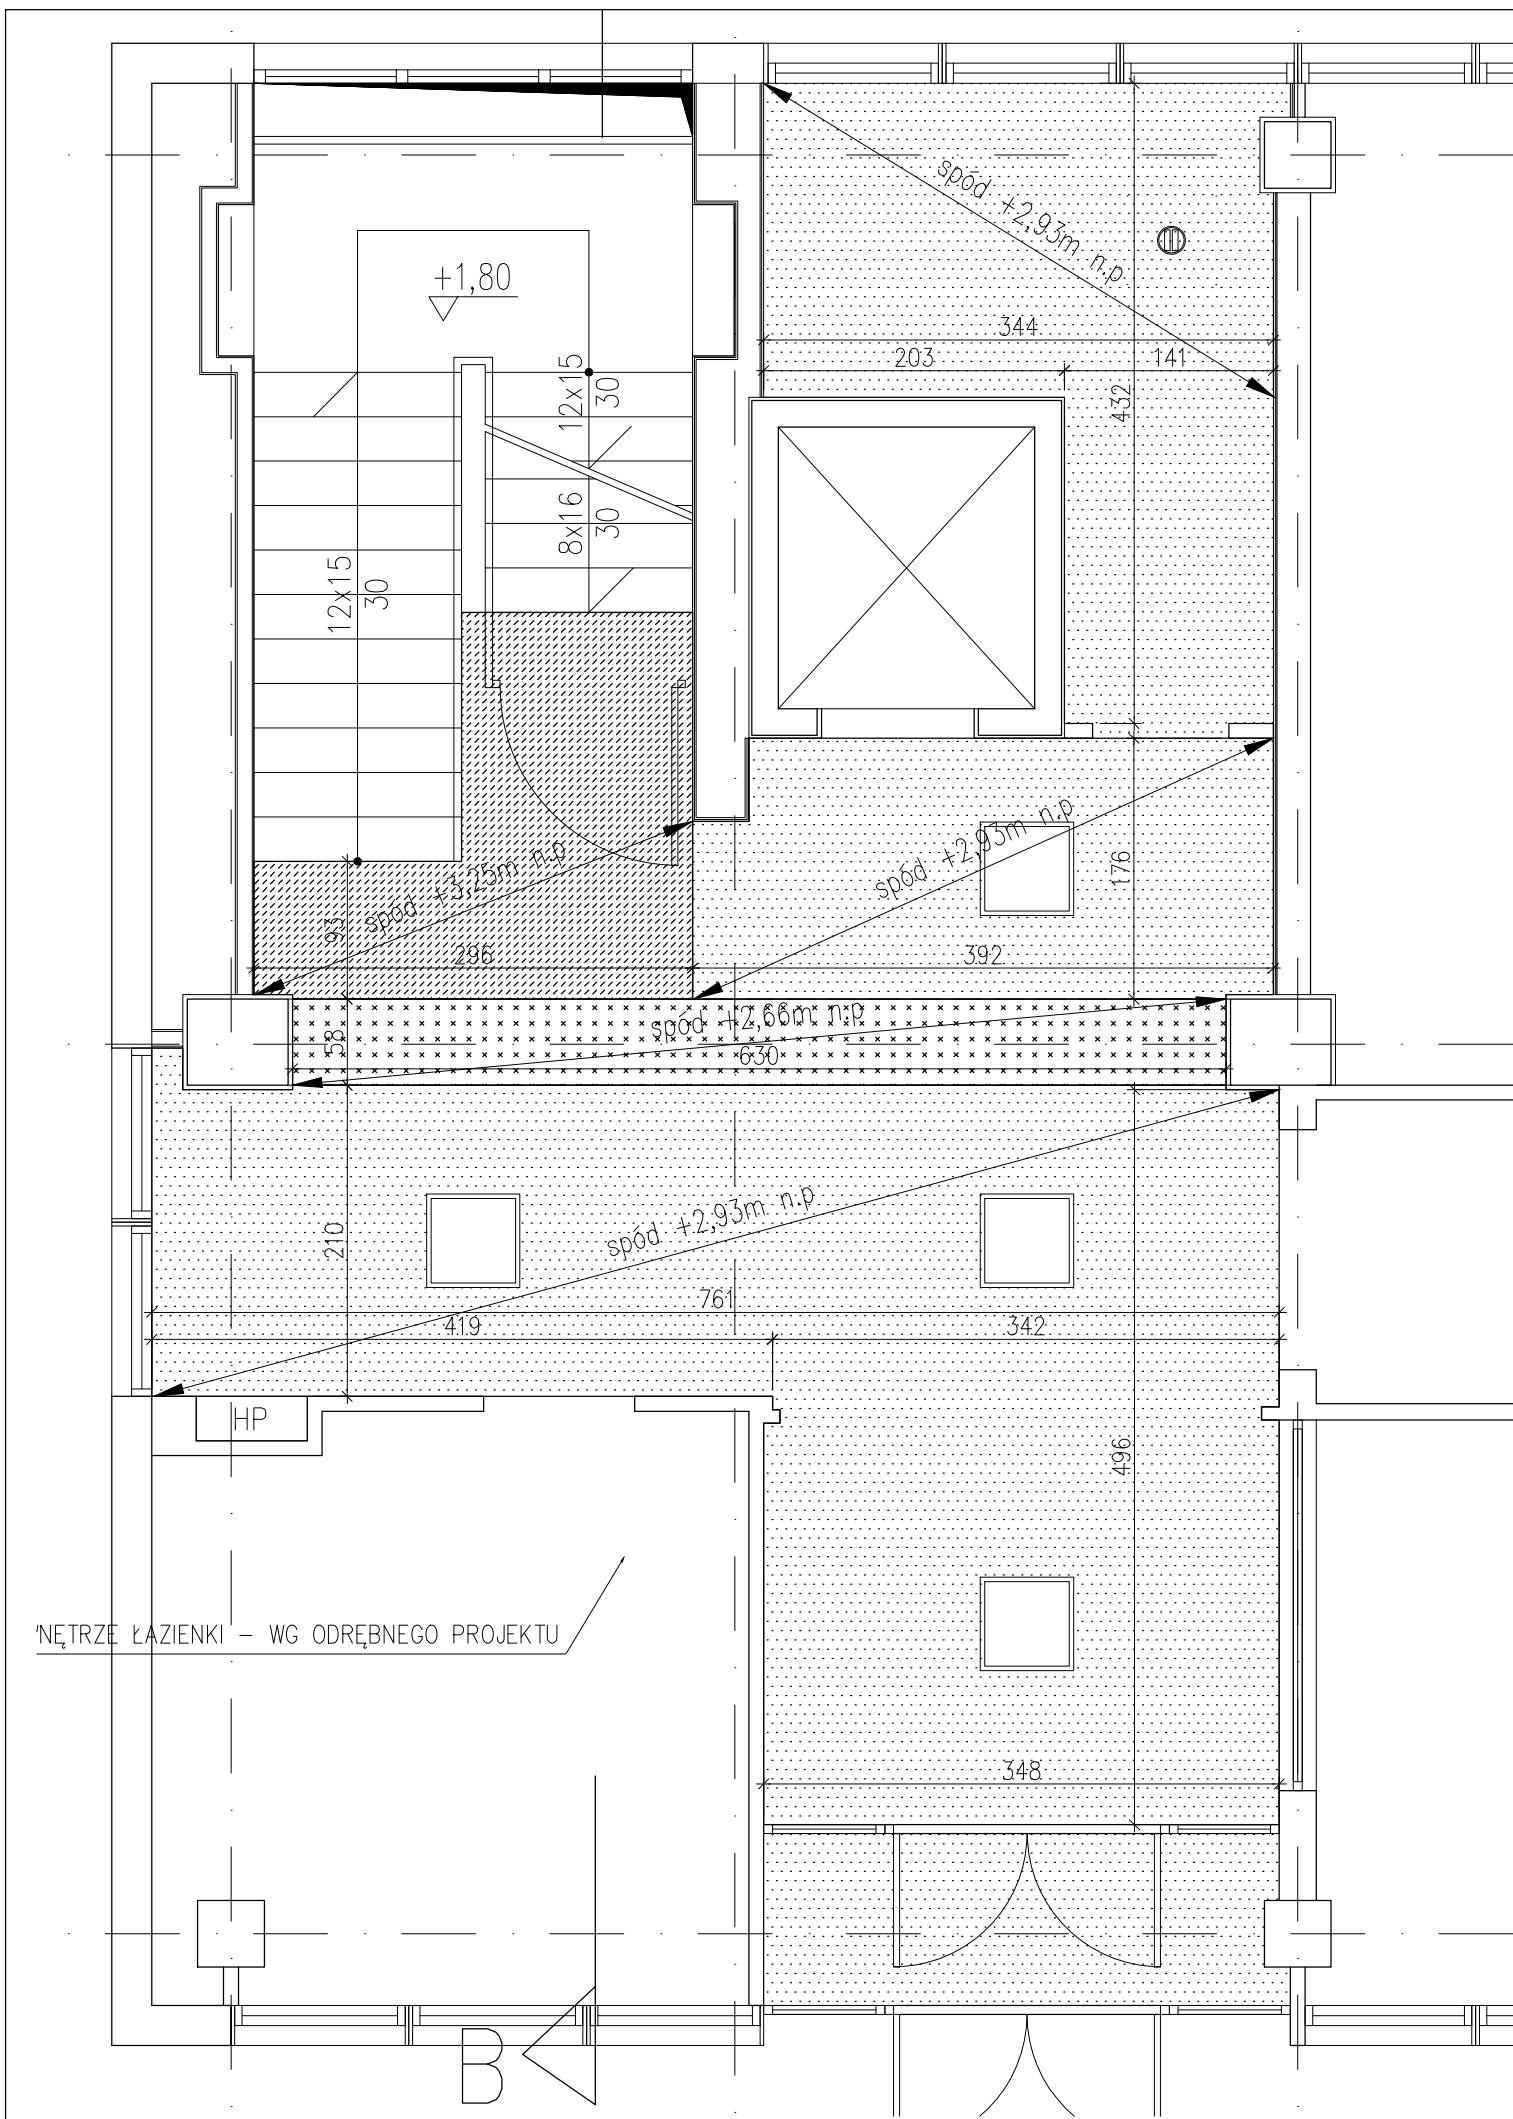 spód +2,93m n.p
+1,80
344
203
141
12x15
30
432
8x16
30
12x15
30
spód +2,93m n.p
176
spód +3,25m n.p
93
296
392
spód +2,66m n.p
58
630
spód +2,93m n.p
210
761
419
342
HP
496
NĘTRZE ŁAZIENKI – WG ODRĘBNEGO PROJEKTU
348
B